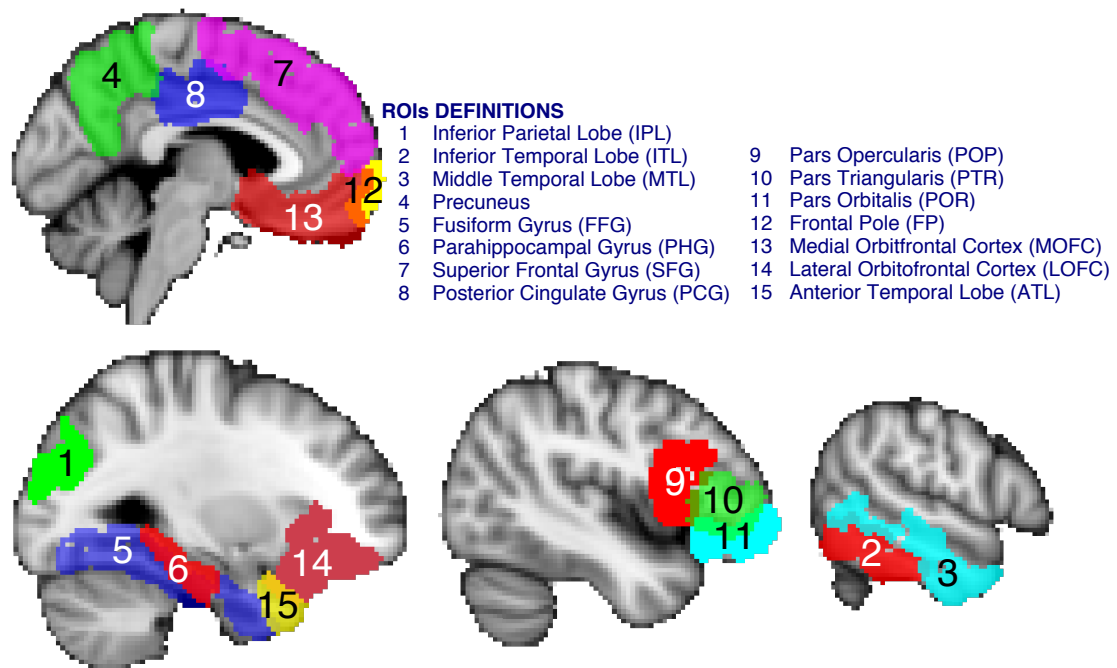 4
7
8
12
13
ROIs DEFINITIONS
1 Inferior Parietal Lobe (IPL)
2 Inferior Temporal Lobe (ITL)
3 Middle Temporal Lobe (MTL)
4 Precuneus
5 Fusiform Gyrus (FFG)
6 Parahippocampal Gyrus (PHG)
7 Superior Frontal Gyrus (SFG)
8 Posterior Cingulate Gyrus (PCG)
9 Pars Opercularis (POP)
10 Pars Triangularis (PTR)
11 Pars Orbitalis (POR)
12 Frontal Pole (FP)
13 Medial Orbitfrontal Cortex (MOFC)
14 Lateral Orbitofrontal Cortex (LOFC)
15 Anterior Temporal Lobe (ATL)
1
5
6
14
15
9
10
11
2
3